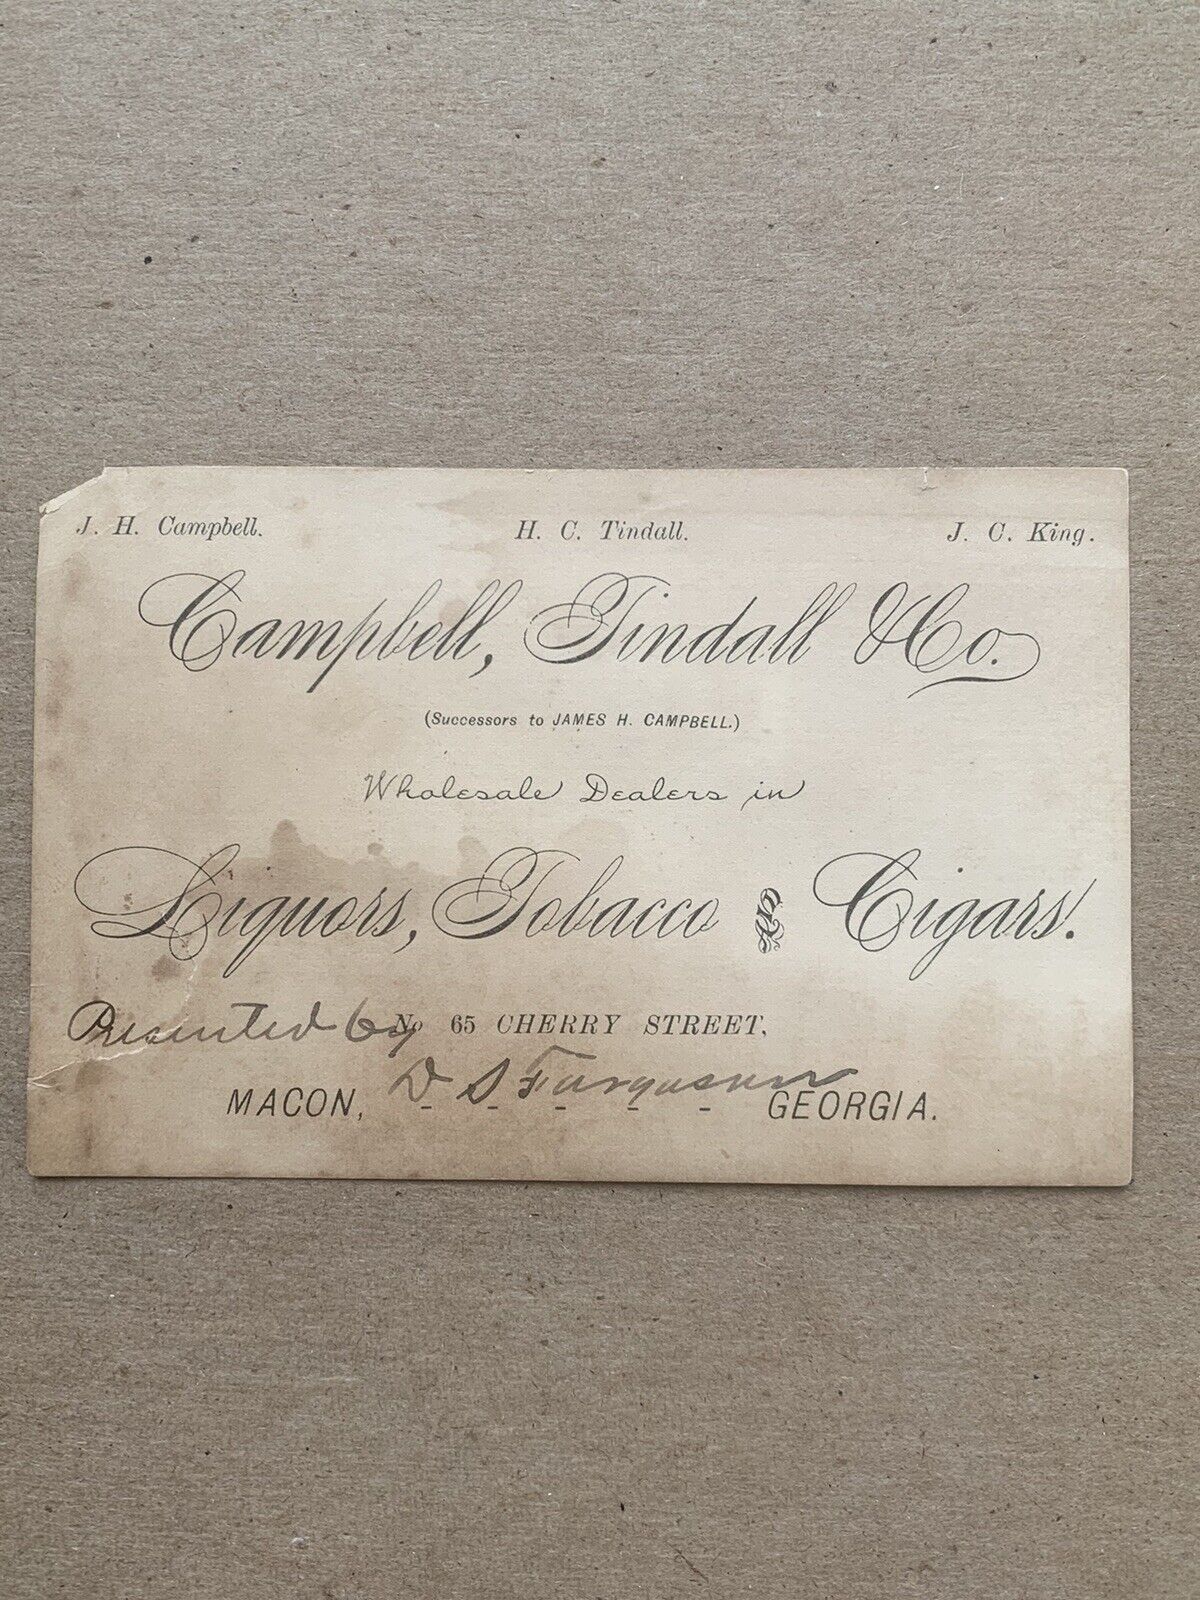 J. H. Campbell. H. C. Tindall. J. C. King.
Campbell, Tindall & Co.
(Successors to JAMES H. CAMPBELL.)
Wholesale Dealers in
Liquors, Tobacco AND Cigars.
Presented by No 65 CHERRY STREET,
D S Furguson
MACON, - - - - - GEORGIA.